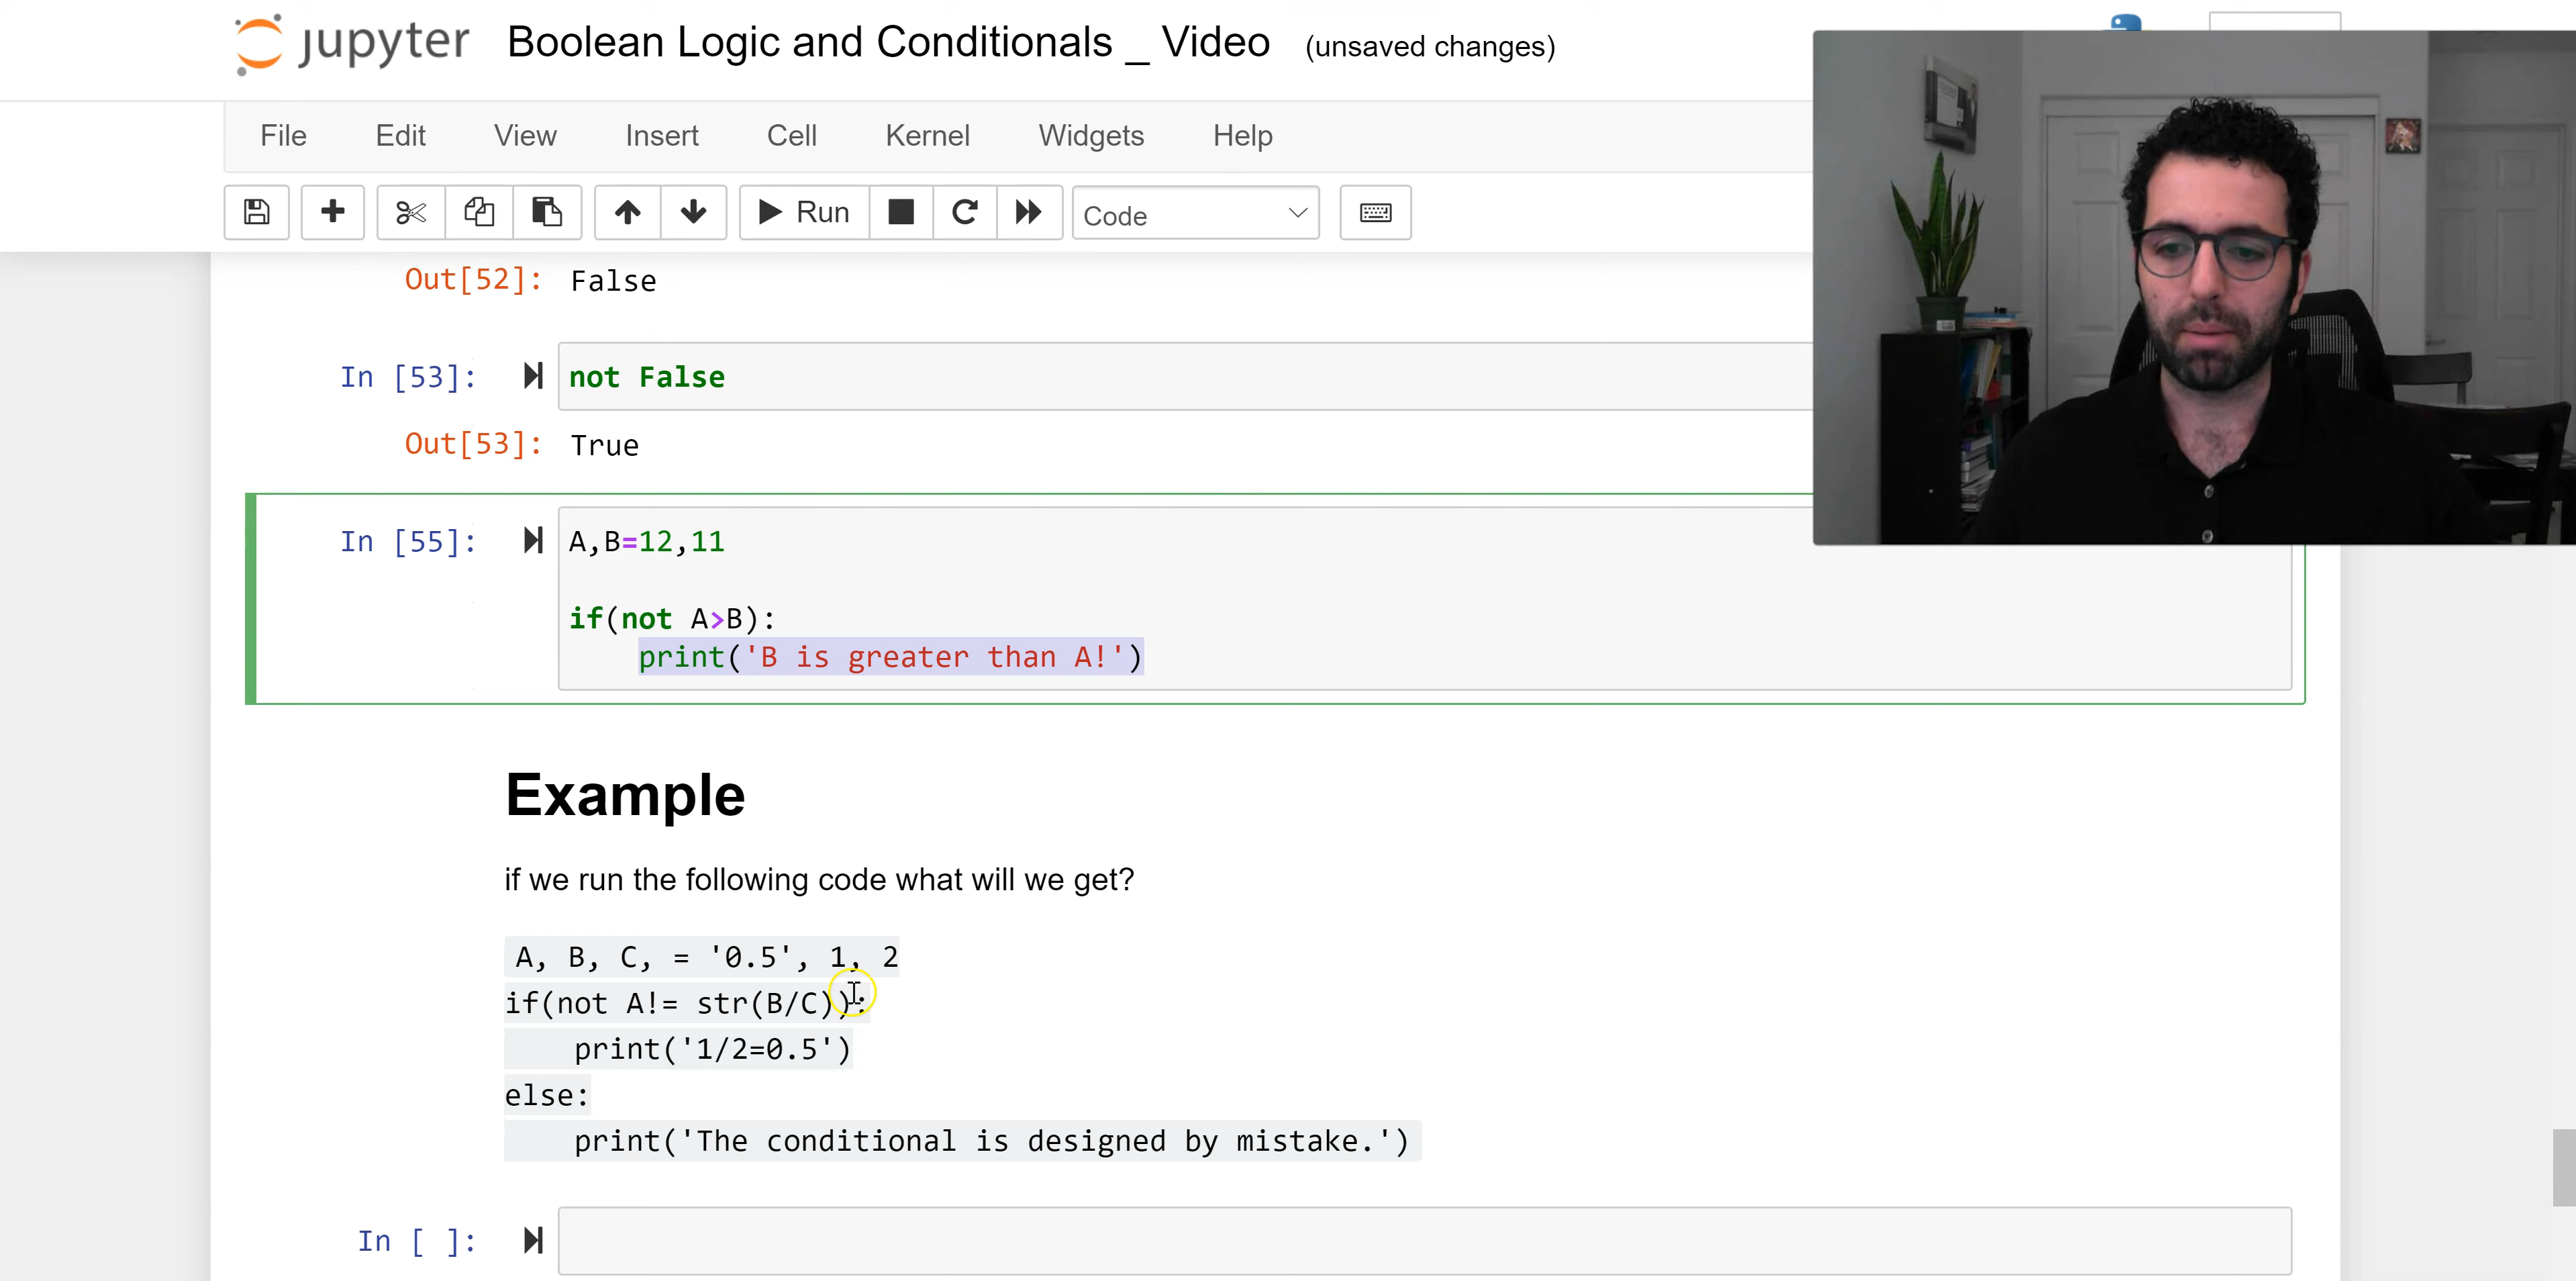 jupyter Boolean Logic and Conditionals _ Video (unsaved changes)
File Edit View Insert Cell Kernel Widgets Help
Run Code
Out[52]: False
In [53]: not False
Out[53]: True
In [55]: A,B=12,11
if(not A>B):
print('B is greater than A!')
Example
if we run the following code what will we get?
A, B, C, = '0.5', 1, 2
if(not A!= str(B/C)):
print('1/2=0.5')
else:
print('The conditional is designed by mistake.')
In [ ]: